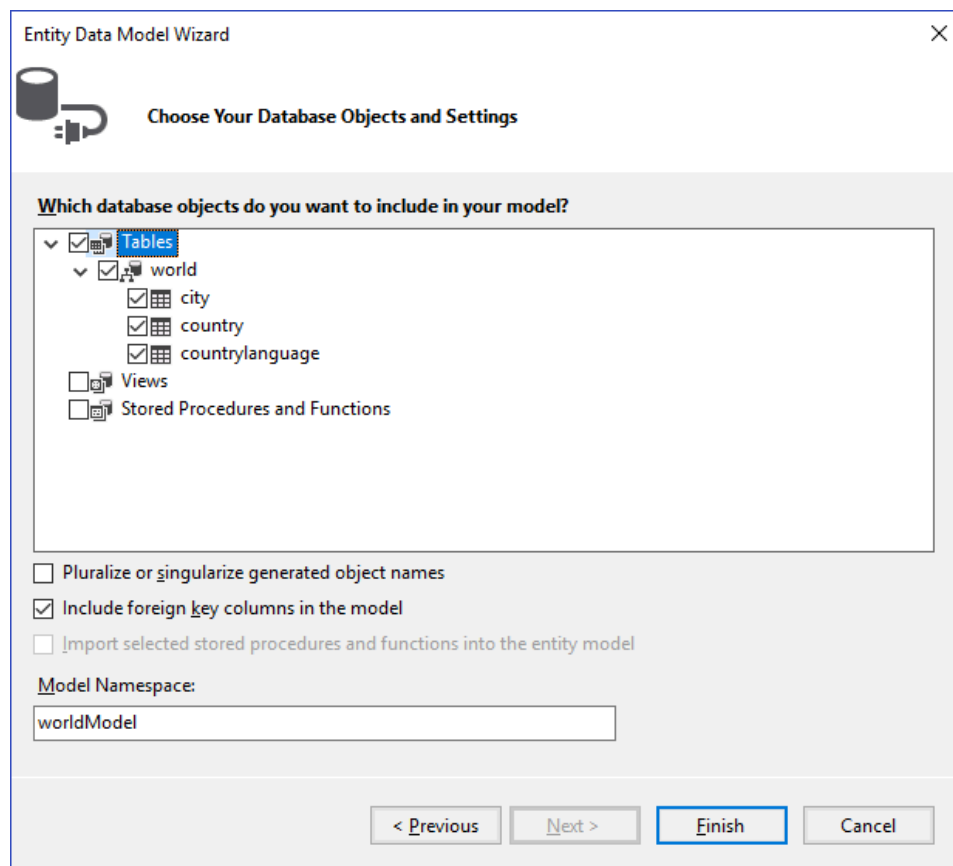 Entity Data Model Wizard
Choose Your Database Objects and Settings
Which database objects do you want to include in your model?
Tables
world
city
country
countrylanguage
Views
Stored Procedures and Functions
Pluralize or singularize generated object names
Include foreign key columns in the model
Import selected stored procedures and functions into the entity model
Model Namespace:
worldModel
< Previous Next > Finish Cancel